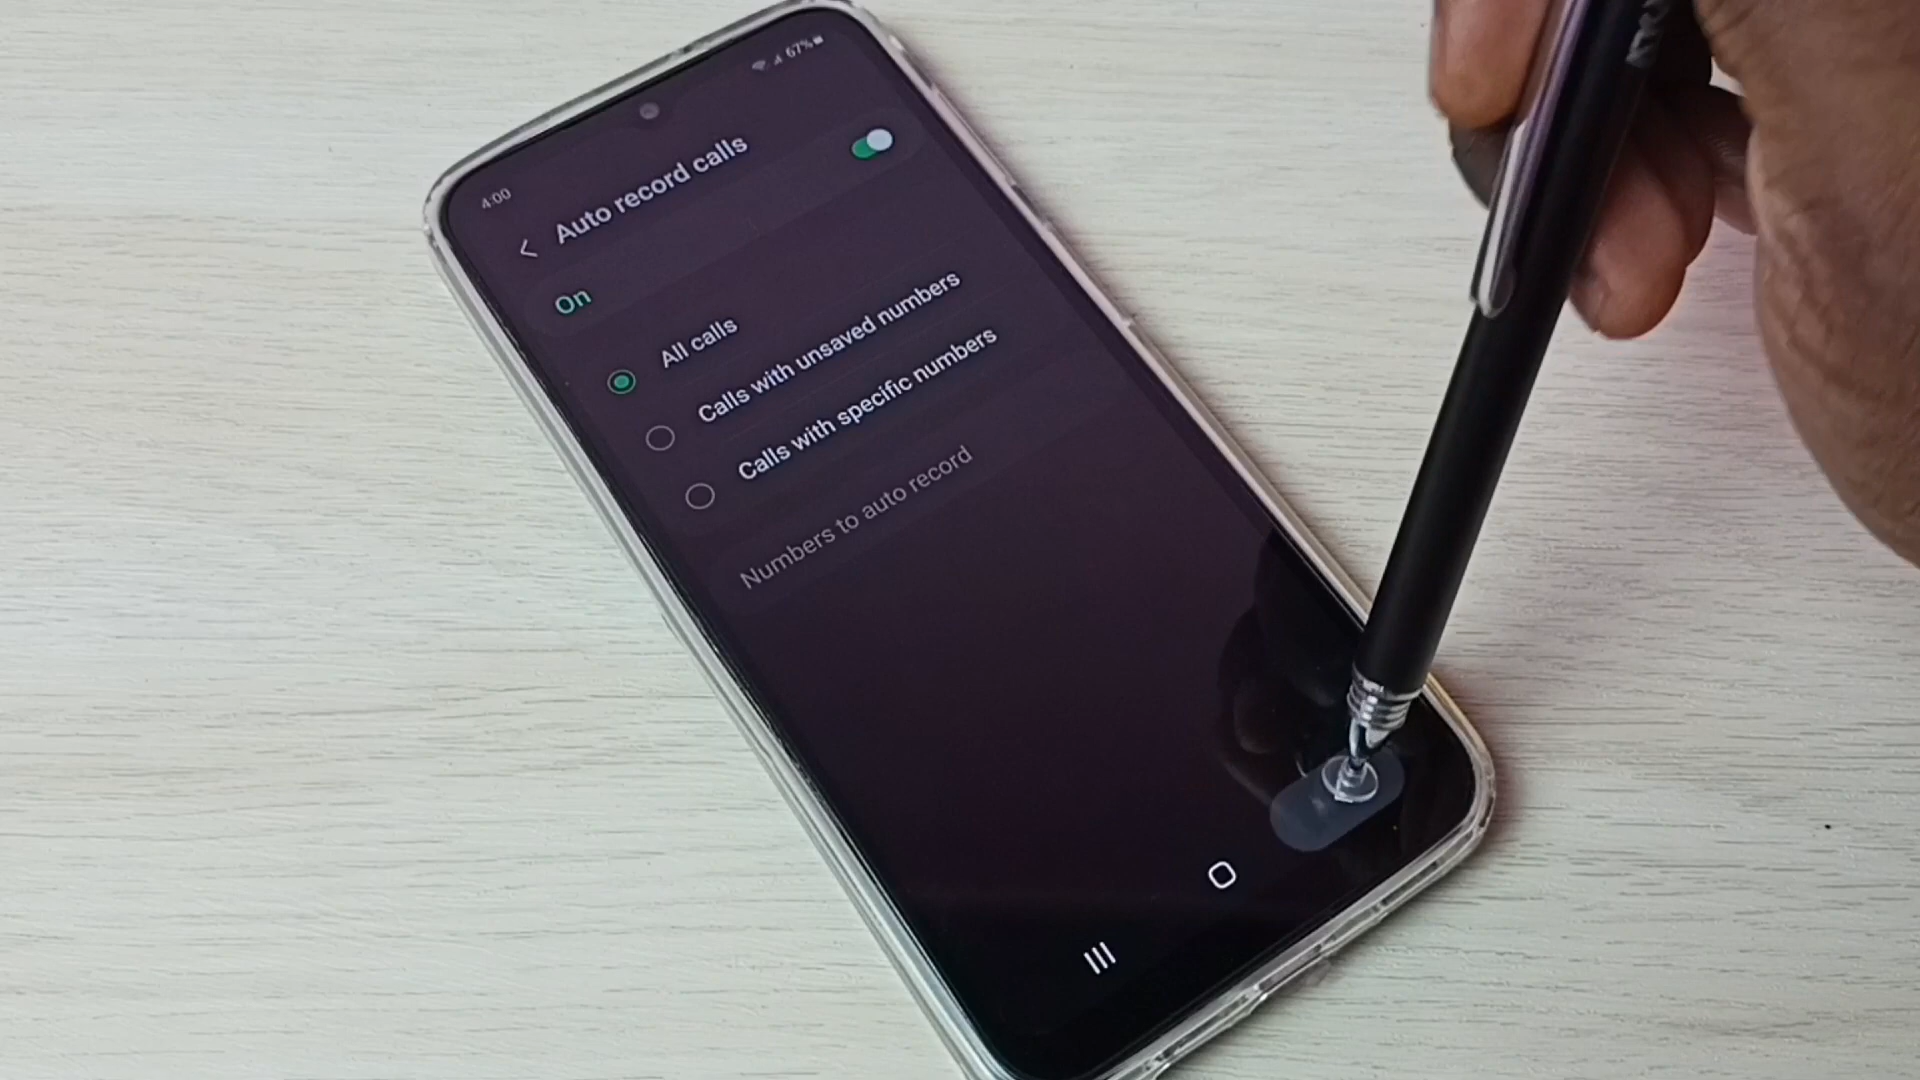 4:00
67%
Auto record calls
On
All calls
Calls with unsaved numbers
Calls with specific numbers
Numbers to auto record